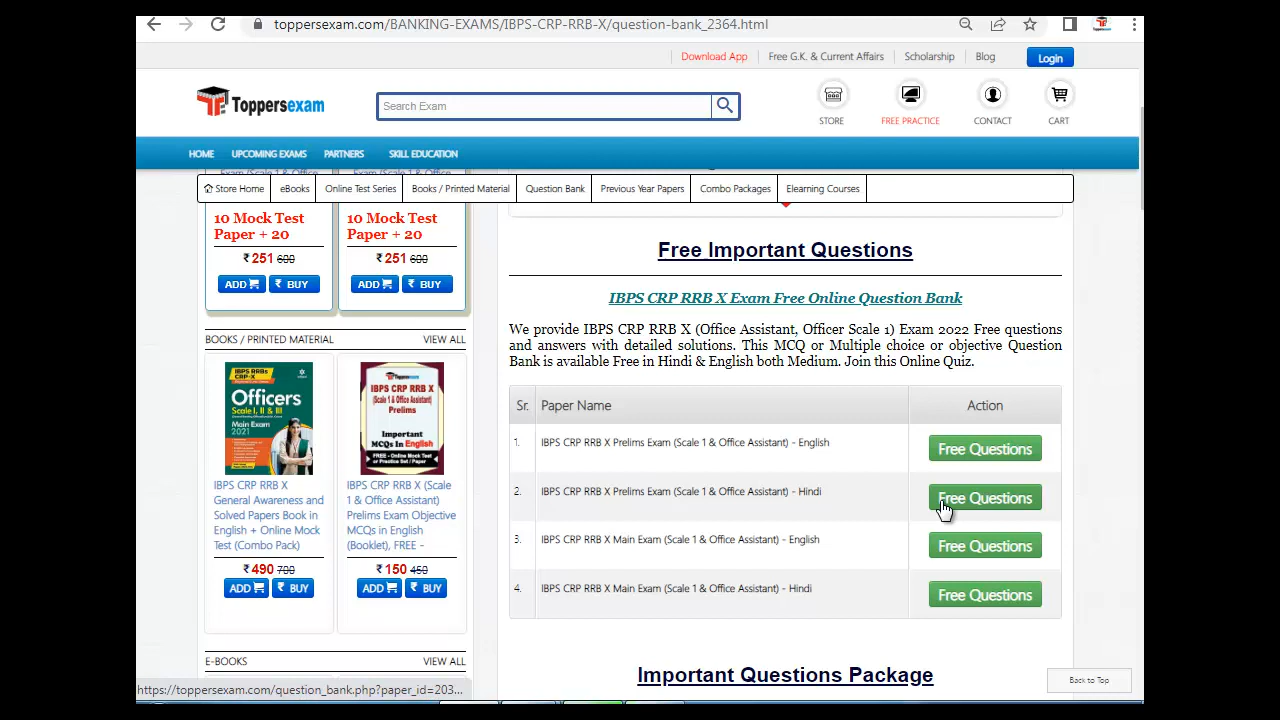 toppersexam.com/BANKING-EXAMS/IBPS-CRP-RRB-X/question-bank_2364.html
Download App Free G.K. & Current Affairs Scholarship Blog Login
Toppersexam
Search Exam
STORE FREE PRACTICE CONTACT CART
HOME UPCOMING EXAMS PARTNERS SKILL EDUCATION
Store Home eBooks Online Test Series Books / Printed Material Question Bank Previous Year Papers Combo Packages Elearning Courses
10 Mock Test
Paper + 20
₹ 251 600
ADD ₹ BUY
10 Mock Test
Paper + 20
₹ 251 600
ADD ₹ BUY
BOOKS / PRINTED MATERIAL VIEW ALL
IBPS RRBs
CRP-X
Officers
Scale I, II & III
Main Exam
2021
IBPS CRP RRB X
General Awareness and
Solved Papers Book in
English + Online Mock
Test (Combo Pack)
₹ 490 700
ADD ₹ BUY
Toppersexam
IBPS CRP RRB X
(Scale 1 & Office Assistant)
Prelims
Important
MCQs in English
IBPS CRP RRB X (Scale
1 & Office Assistant)
Prelims Exam Objective
MCQs in English
(Booklet), FREE -
₹ 150 450
ADD ₹ BUY
E-BOOKS VIEW ALL
Free Important Questions
IBPS CRP RRB X Exam Free Online Question Bank
We provide IBPS CRP RRB X (Office Assistant, Officer Scale 1) Exam 2022 Free questions
and answers with detailed solutions. This MCQ or Multiple choice or objective Question
Bank is available Free in Hindi & English both Medium. Join this Online Quiz.
Sr. Paper Name Action
1. IBPS CRP RRB X Prelims Exam (Scale 1 & Office Assistant) - English Free Questions
2. IBPS CRP RRB X Prelims Exam (Scale 1 & Office Assistant) - Hindi Free Questions
3. IBPS CRP RRB X Main Exam (Scale 1 & Office Assistant) - English Free Questions
4. IBPS CRP RRB X Main Exam (Scale 1 & Office Assistant) - Hindi Free Questions
Important Questions Package
Back to Top
https://toppersexam.com/question_bank.php?paper_id=203...